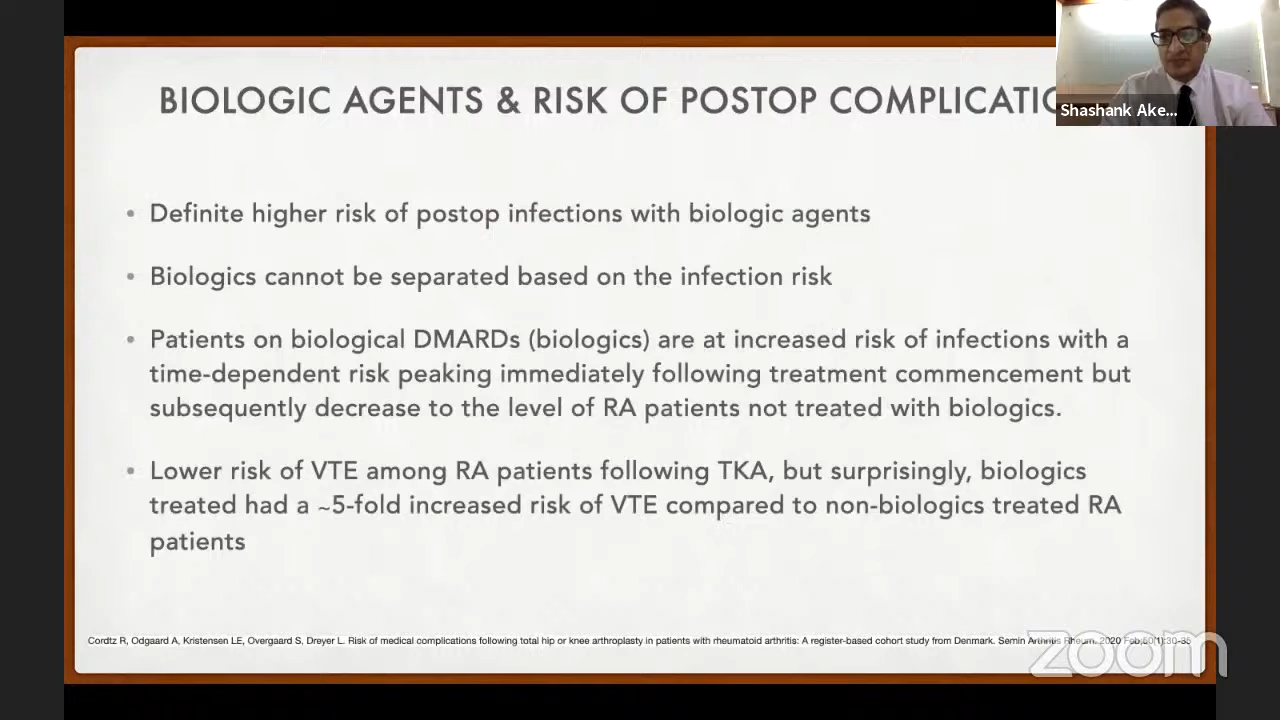 BIOLOGIC AGENTS & RISK OF POSTOP COMPLICATIO
Shashank Ake...
• Definite higher risk of postop infections with biologic agents
• Biologics cannot be separated based on the infection risk
• Patients on biological DMARDs (biologics) are at increased risk of infections with a
time-dependent risk peaking immediately following treatment commencement but
subsequently decrease to the level of RA patients not treated with biologics.
• Lower risk of VTE among RA patients following TKA, but surprisingly, biologics
treated had a ~5-fold increased risk of VTE compared to non-biologics treated RA
patients
Cordtz R, Odgaard A, Kristensen LE, Overgaard S, Dreyer L. Risk of medical complications following total hip or knee arthroplasty in patients with rheumatoid arthritis: A register-based cohort study from Denmark. Semin Arthritis Rheum. 2020 Feb;50(1):30-35
zoom